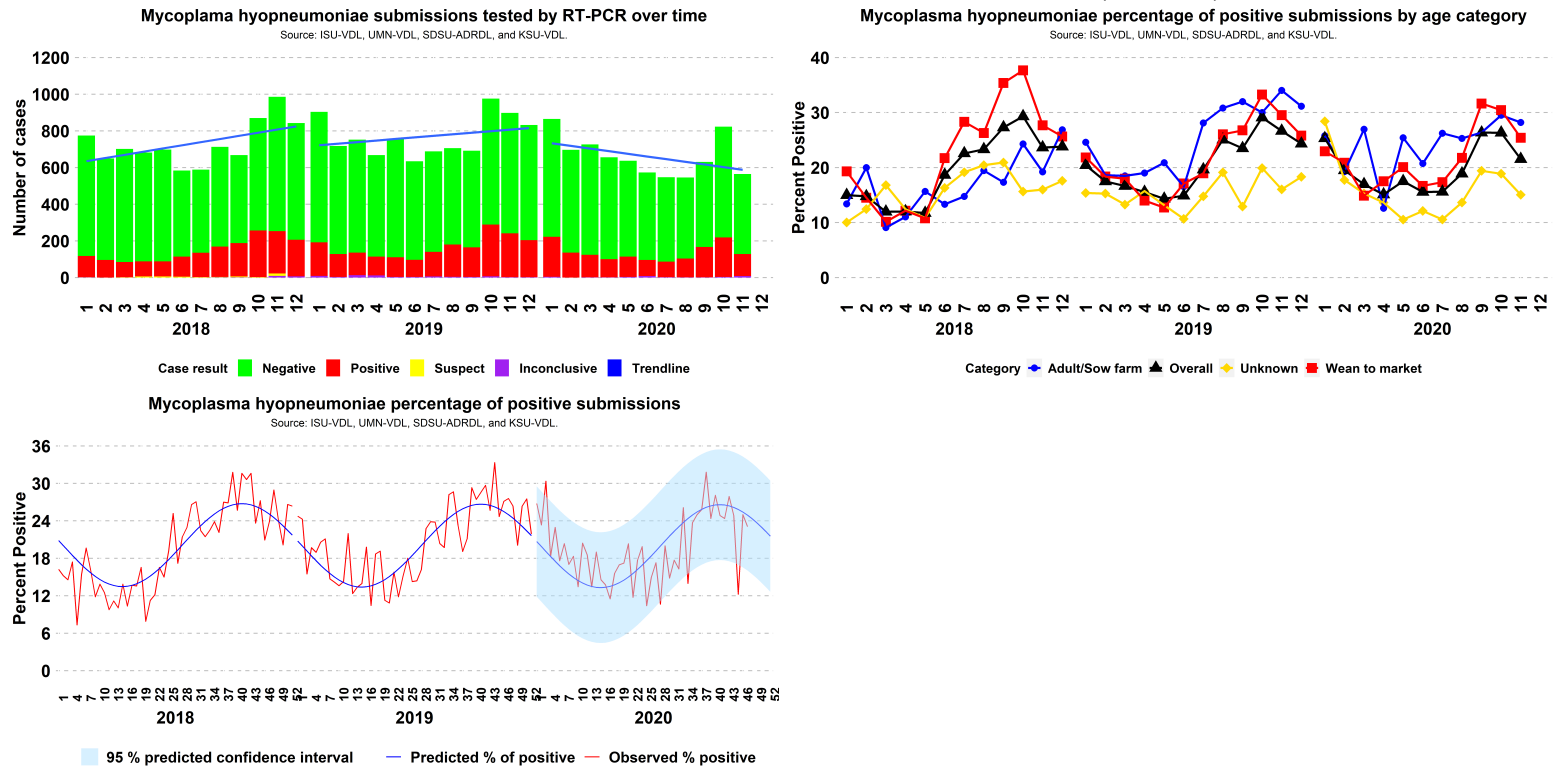 Mycoplama hyopneumoniae submissions tested by RT-PCR over time
Source: ISU-VDL, UMN-VDL, SDSU-ADRDL, and KSU-VDL.
Number of cases
1200
1000
800
600
400
200
0
1 2 3 4 5 6 7 8 9 10 11 12 1 2 3 4 5 6 7 8 9 10 11 12 1 2 3 4 5 6 7 8 9 10 11 12
2018 2019 2020
Case result Negative Positive Suspect Inconclusive Trendline
Mycoplasma hyopneumoniae percentage of positive submissions by age category
Source: ISU-VDL, UMN-VDL, SDSU-ADRDL, and KSU-VDL.
Percent Positive
40
30
20
10
0
1 2 3 4 5 6 7 8 9 10 11 12 1 2 3 4 5 6 7 8 9 10 11 12 1 2 3 4 5 6 7 8 9 10 11 12
2018 2019 2020
Category Adult/Sow farm Overall Unknown Wean to market
Mycoplasma hyopneumoniae percentage of positive submissions
Source: ISU-VDL, UMN-VDL, SDSU-ADRDL, and KSU-VDL.
Percent Positive
36
30
24
18
12
6
0
1 4 7 10 13 16 19 22 25 28 31 34 37 40 43 46 49 52 1 4 7 10 13 16 19 22 25 28 31 34 37 40 43 46 49 52 1 4 7 10 13 16 19 22 25 28 31 34 37 40 43 46 49 52
2018 2019 2020
95 % predicted confidence interval Predicted % of positive Observed % positive